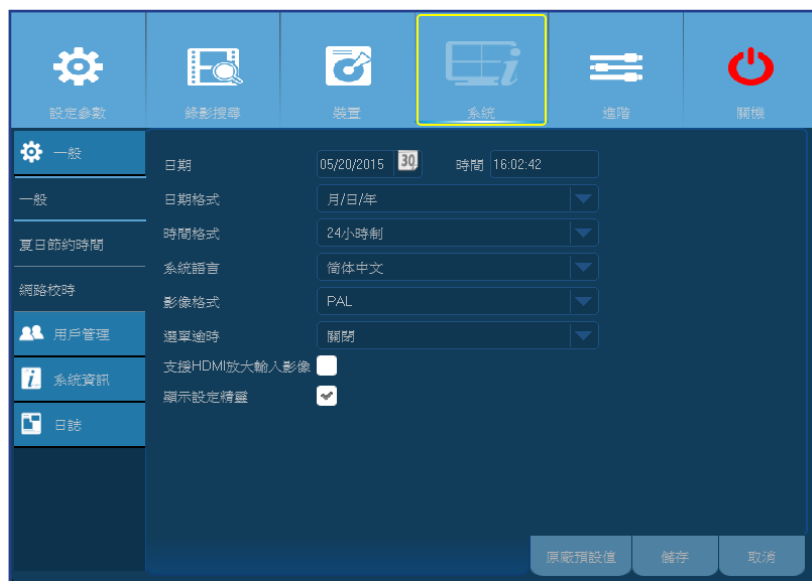 設定參數 錄影搜尋 裝置 系統 進階 關機
一般
一般
夏日節約時間
網路校時
用戶管理
系統資訊
日誌
日期 05/20/2015 30 時間 16:02:42
日期格式 月/日/年
時間格式 24小時制
系統語言 简体中文
影像格式 PAL
選單逾時 關閉
支援HDMI放大輸入影像
顯示設定精靈
原廠預設值 儲存 取消